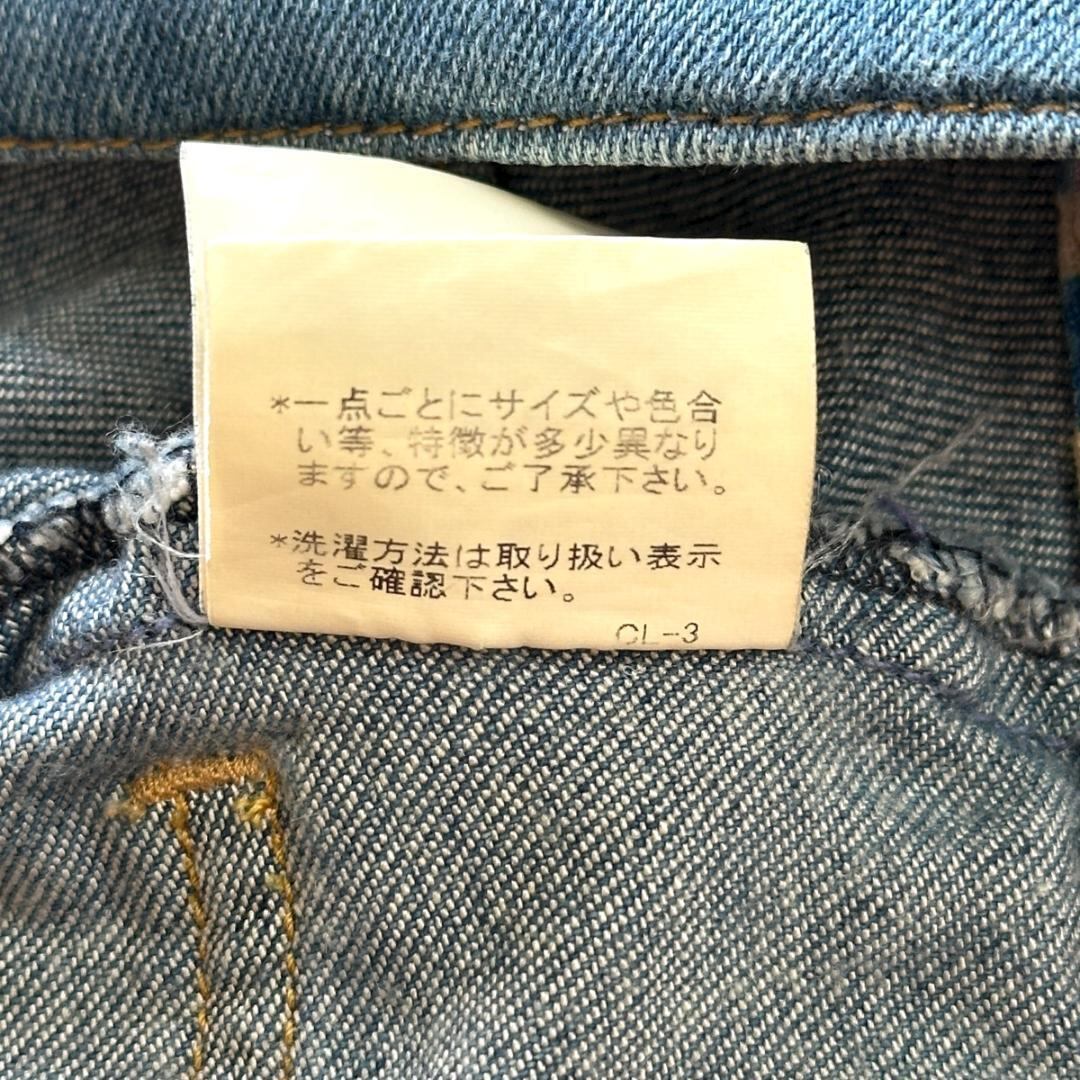 *一点ごとにサイズや色合
い等、特徴が多少異なり
ますので、ご了承下さい。
*洗濯方法は取り扱い表示
をご確認下さい。
CL-3